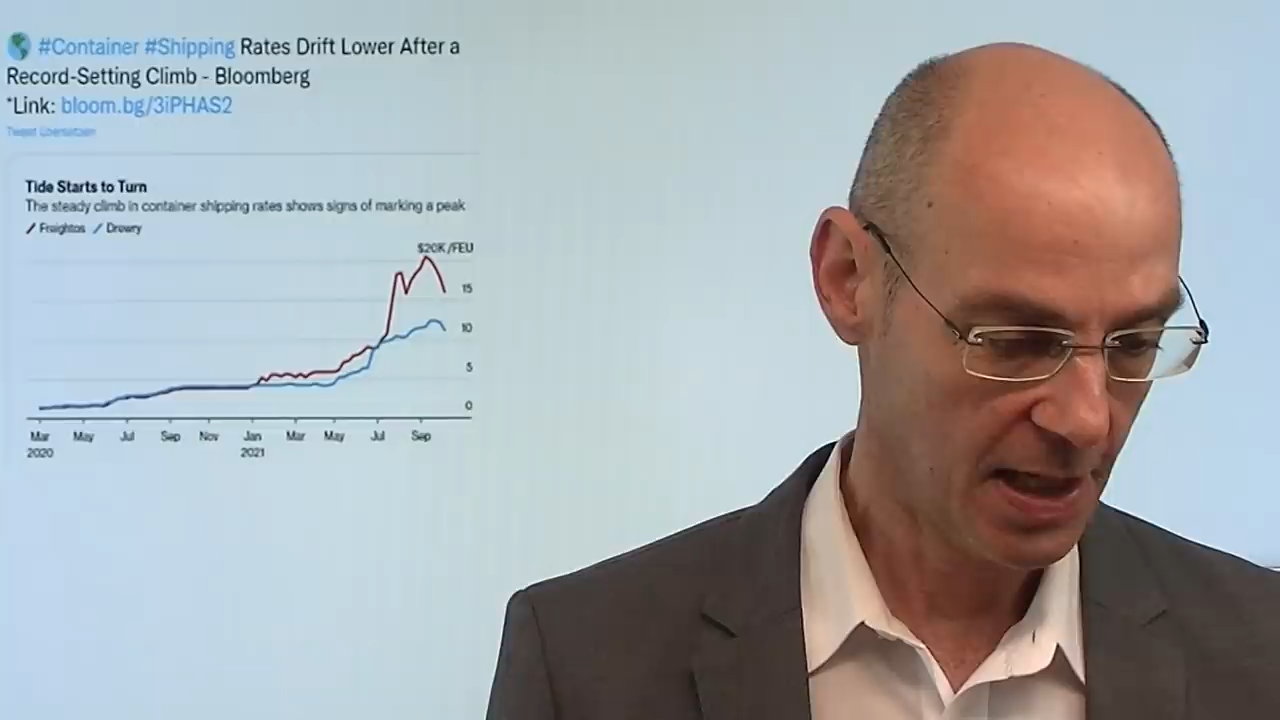 #Container #Shipping Rates Drift Lower After a
Record-Setting Climb - Bloomberg
*Link: bloom.bg/3iPHAS2
Tweet übersetzen
Tide Starts to Turn
The steady climb in container shipping rates shows signs of marking a peak
Freightos Drewry
$20K/FEU
15
10
5
0
Mar May Jul Sep Nov Jan Mar May Jul Sep
2020 2021